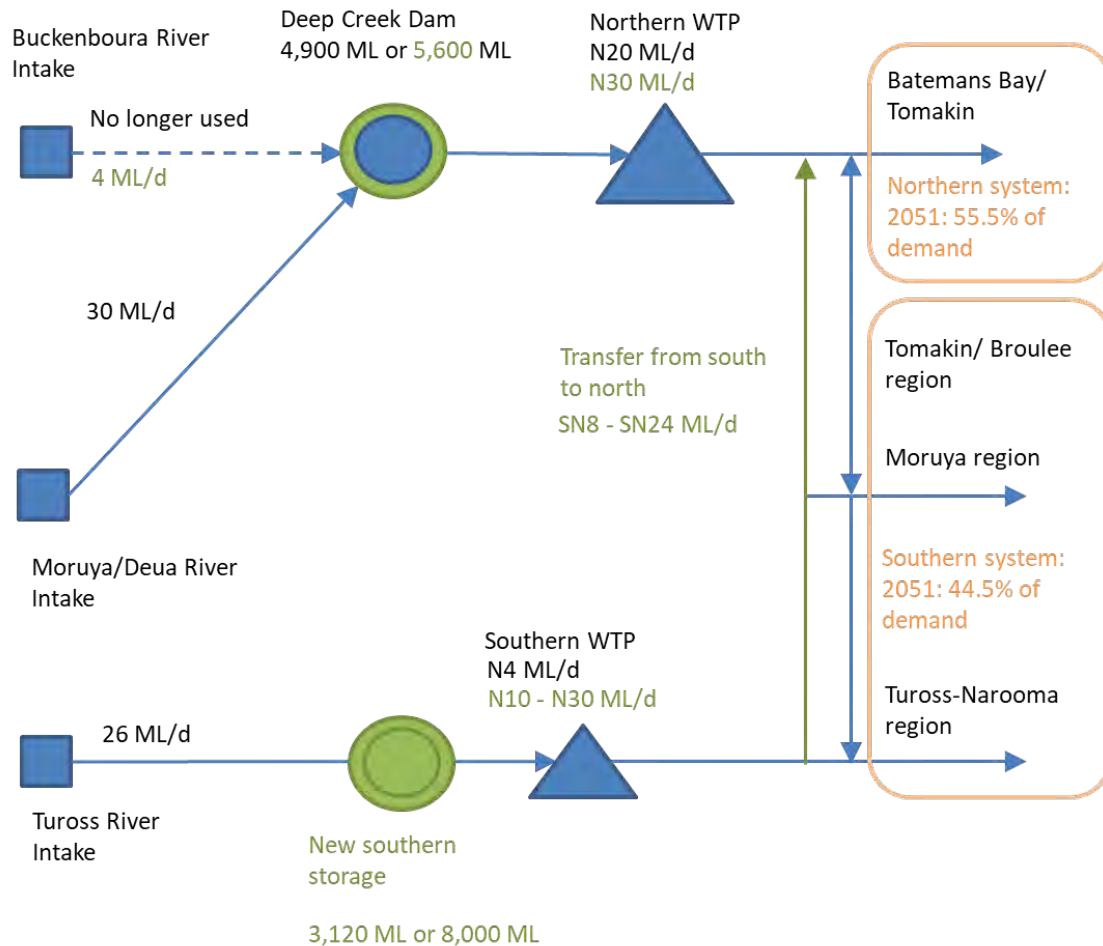 Buckenboura River
Intake
No longer used
4 ML/d
Deep Creek Dam
4,900 ML or 5,600 ML
Northern WTP
N20 ML/d
N30 ML/d
Batemans Bay/
Tomakin
Northern system:
2051: 55.5% of
demand
30 ML/d
Moruya/Deua River
Intake
Transfer from south
to north
SN8 - SN24 ML/d
Tomakin/ Broulee
region
Moruya region
Southern system:
2051: 44.5% of
demand
Tuross-Narooma
region
26 ML/d
Tuross River
Intake
New southern
storage
3,120 ML or 8,000 ML
Southern WTP
N4 ML/d
N10 - N30 ML/d